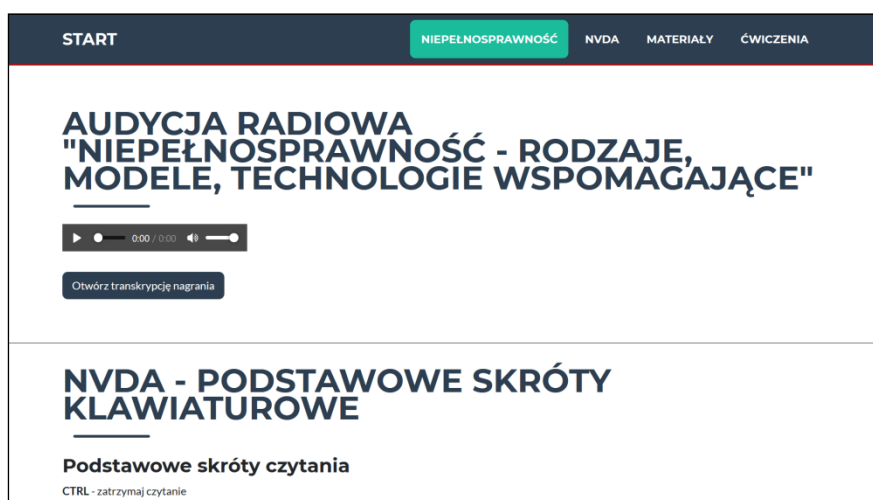 START NIEPEŁNOSPRAWNOŚĆ NVDA MATERIAŁY ĆWICZENIA
AUDYCJA RADIOWA
"NIEPEŁNOSPRAWNOŚĆ - RODZAJE,
MODELE, TECHNOLOGIE WSPOMAGAJĄCE"
0:00 / 0:00
Otwórz transkrypcję nagrania
NVDA - PODSTAWOWE SKRÓTY
KLAWIATUROWE
Podstawowe skróty czytania
CTRL - zatrzymaj czytanie